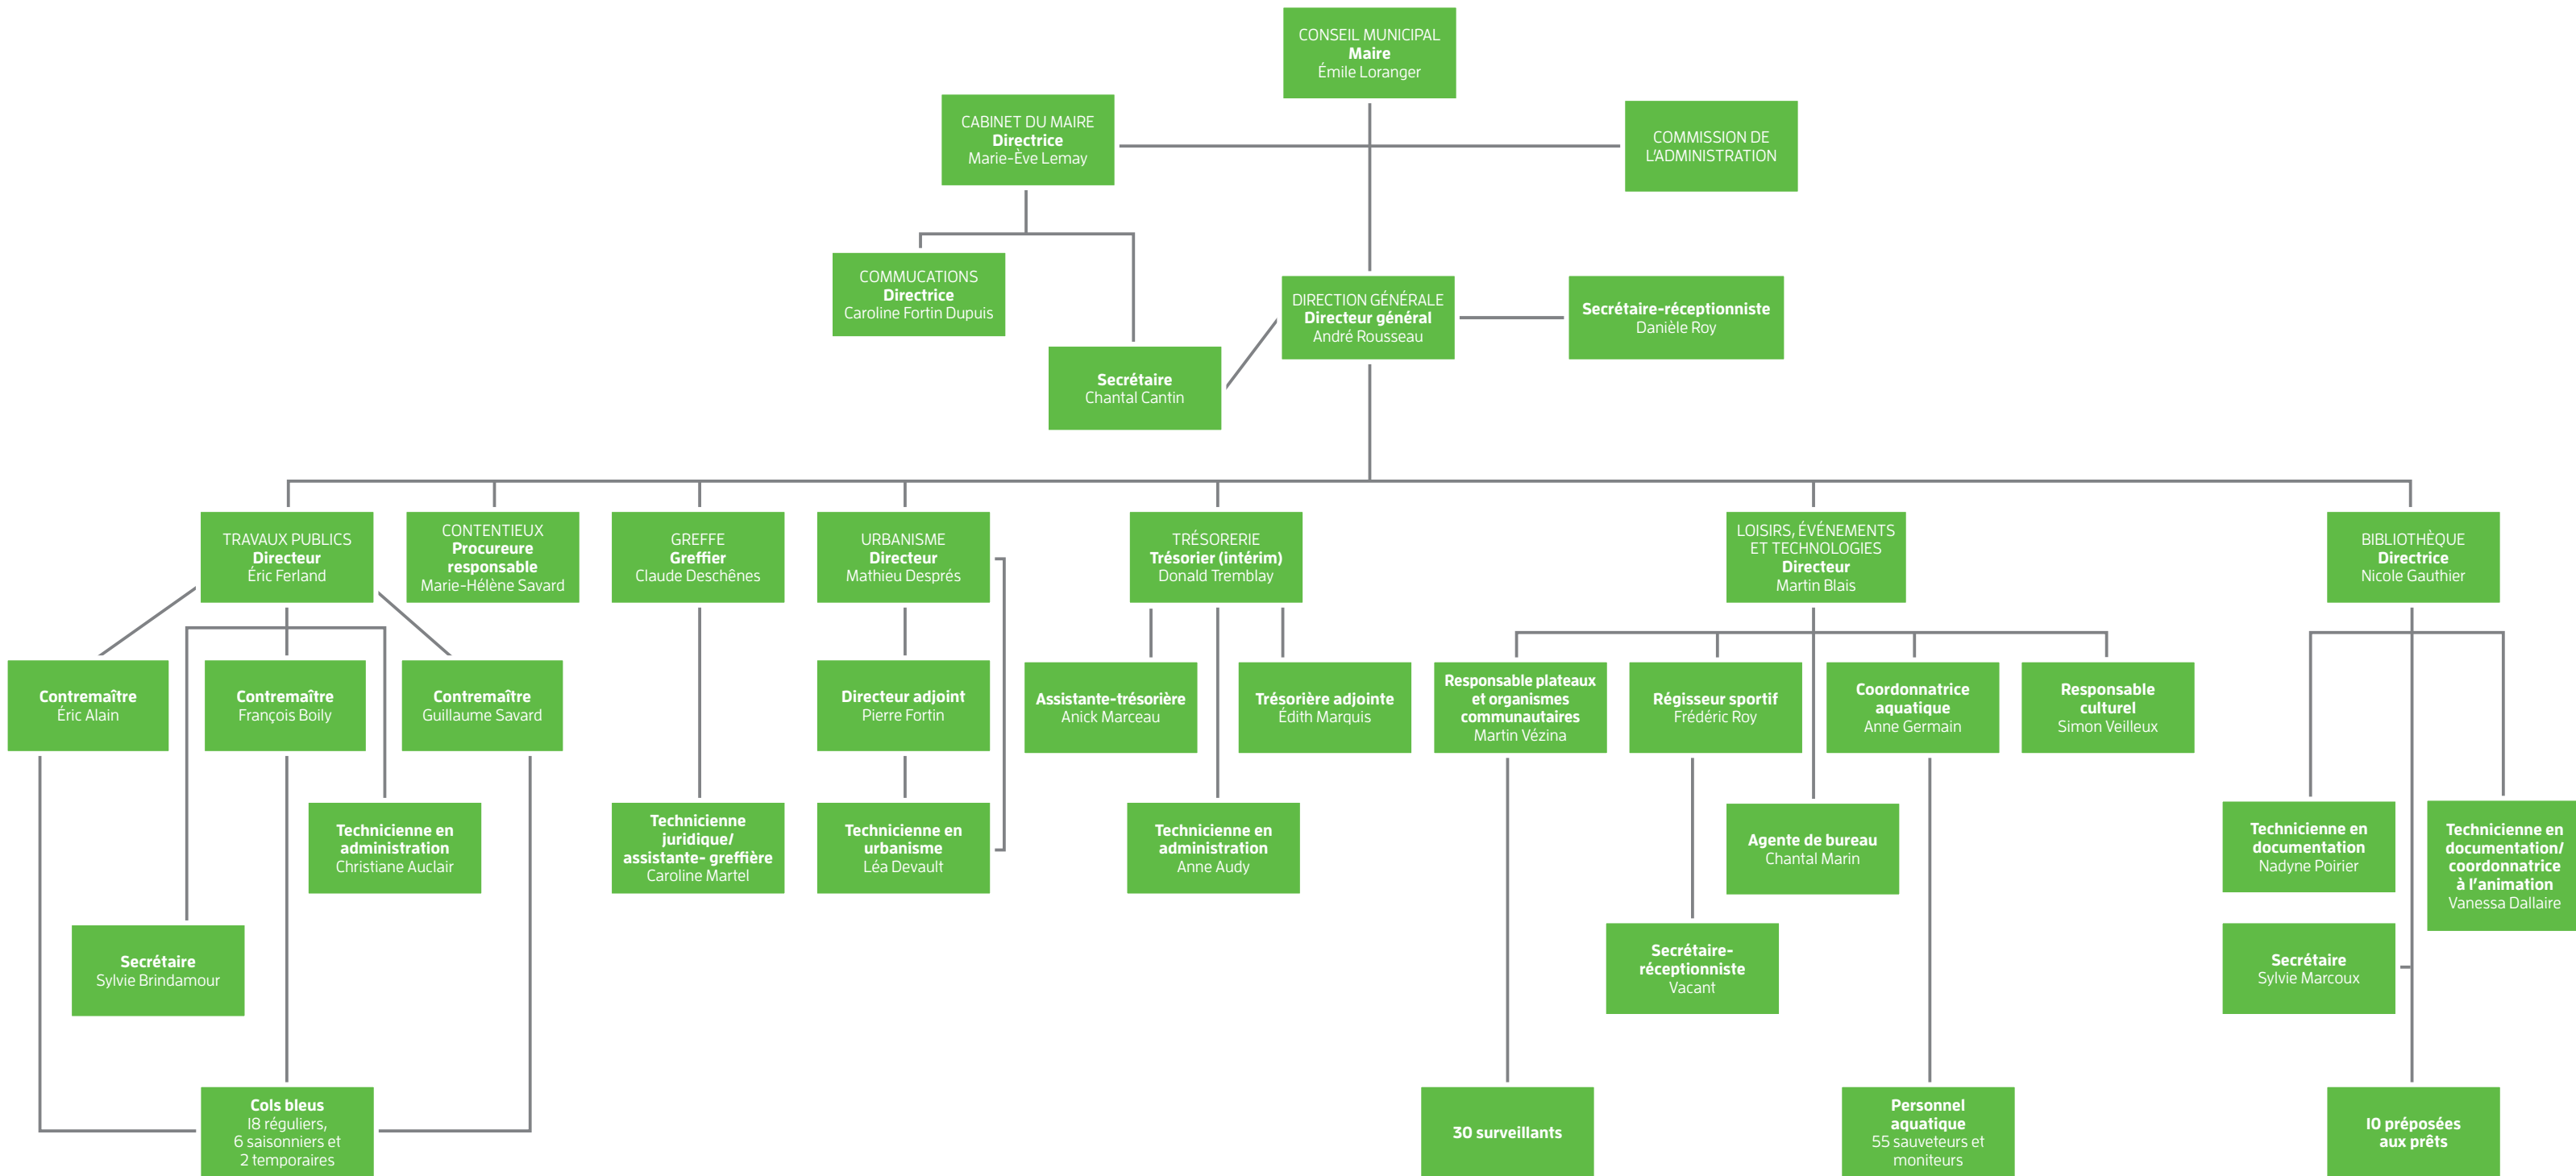 CONSEIL MUNICIPAL
Maire
Émile Loranger
CABINET DU MAIRE
Directrice
Marie-Ève Lemay
COMMISSION DE
L'ADMINISTRATION
COMMUCATIONS
Directrice
Caroline Fortin Dupuis
DIRECTION GÉNÉRALE
Directeur général
André Rousseau
Secrétaire-réceptionniste
Danièle Roy
Secrétaire
Chantal Cantin
TRAVAUX PUBLICS
Directeur
Éric Ferland
CONTENTIEUX
Procureure
responsable
Marie-Hélène Savard
GREFFE
Greffier
Claude Deschênes
URBANISME
Directeur
Mathieu Després
TRÉSORERIE
Trésorier (intérim)
Donald Tremblay
LOISIRS, ÉVÉNEMENTS
ET TECHNOLOGIES
Directeur
Martin Blais
BIBLIOTHÈQUE
Directrice
Nicole Gauthier
Contremaître
Éric Alain
Contremaître
François Boily
Contremaître
Guillaume Savard
Directeur adjoint
Pierre Fortin
Assistante-trésorière
Anick Marceau
Trésorière adjointe
Édith Marquis
Responsable plateaux
et organismes
communautaires
Martin Vézina
Régisseur sportif
Frédéric Roy
Coordonnatrice
aquatique
Anne Germain
Responsable
culturel
Simon Veilleux
Technicienne en
administration
Christiane Auclair
Technicienne
juridique/
assistante- greffière
Caroline Martel
Technicienne en
urbanisme
Léa Devault
Technicienne en
administration
Anne Audy
Agente de bureau
Chantal Marin
Technicienne en
documentation
Nadyne Poirier
Technicienne en
documentation/
coordonnatrice
à l'animation
Vanessa Dallaire
Secrétaire
Sylvie Brindamour
Secrétaire-
réceptionniste
Vacant
Secrétaire
Sylvie Marcoux
Cols bleus
18 réguliers,
6 saisonniers et
2 temporaires
30 surveillants
Personnel
aquatique
55 sauveteurs et
moniteurs
10 préposées
aux prêts